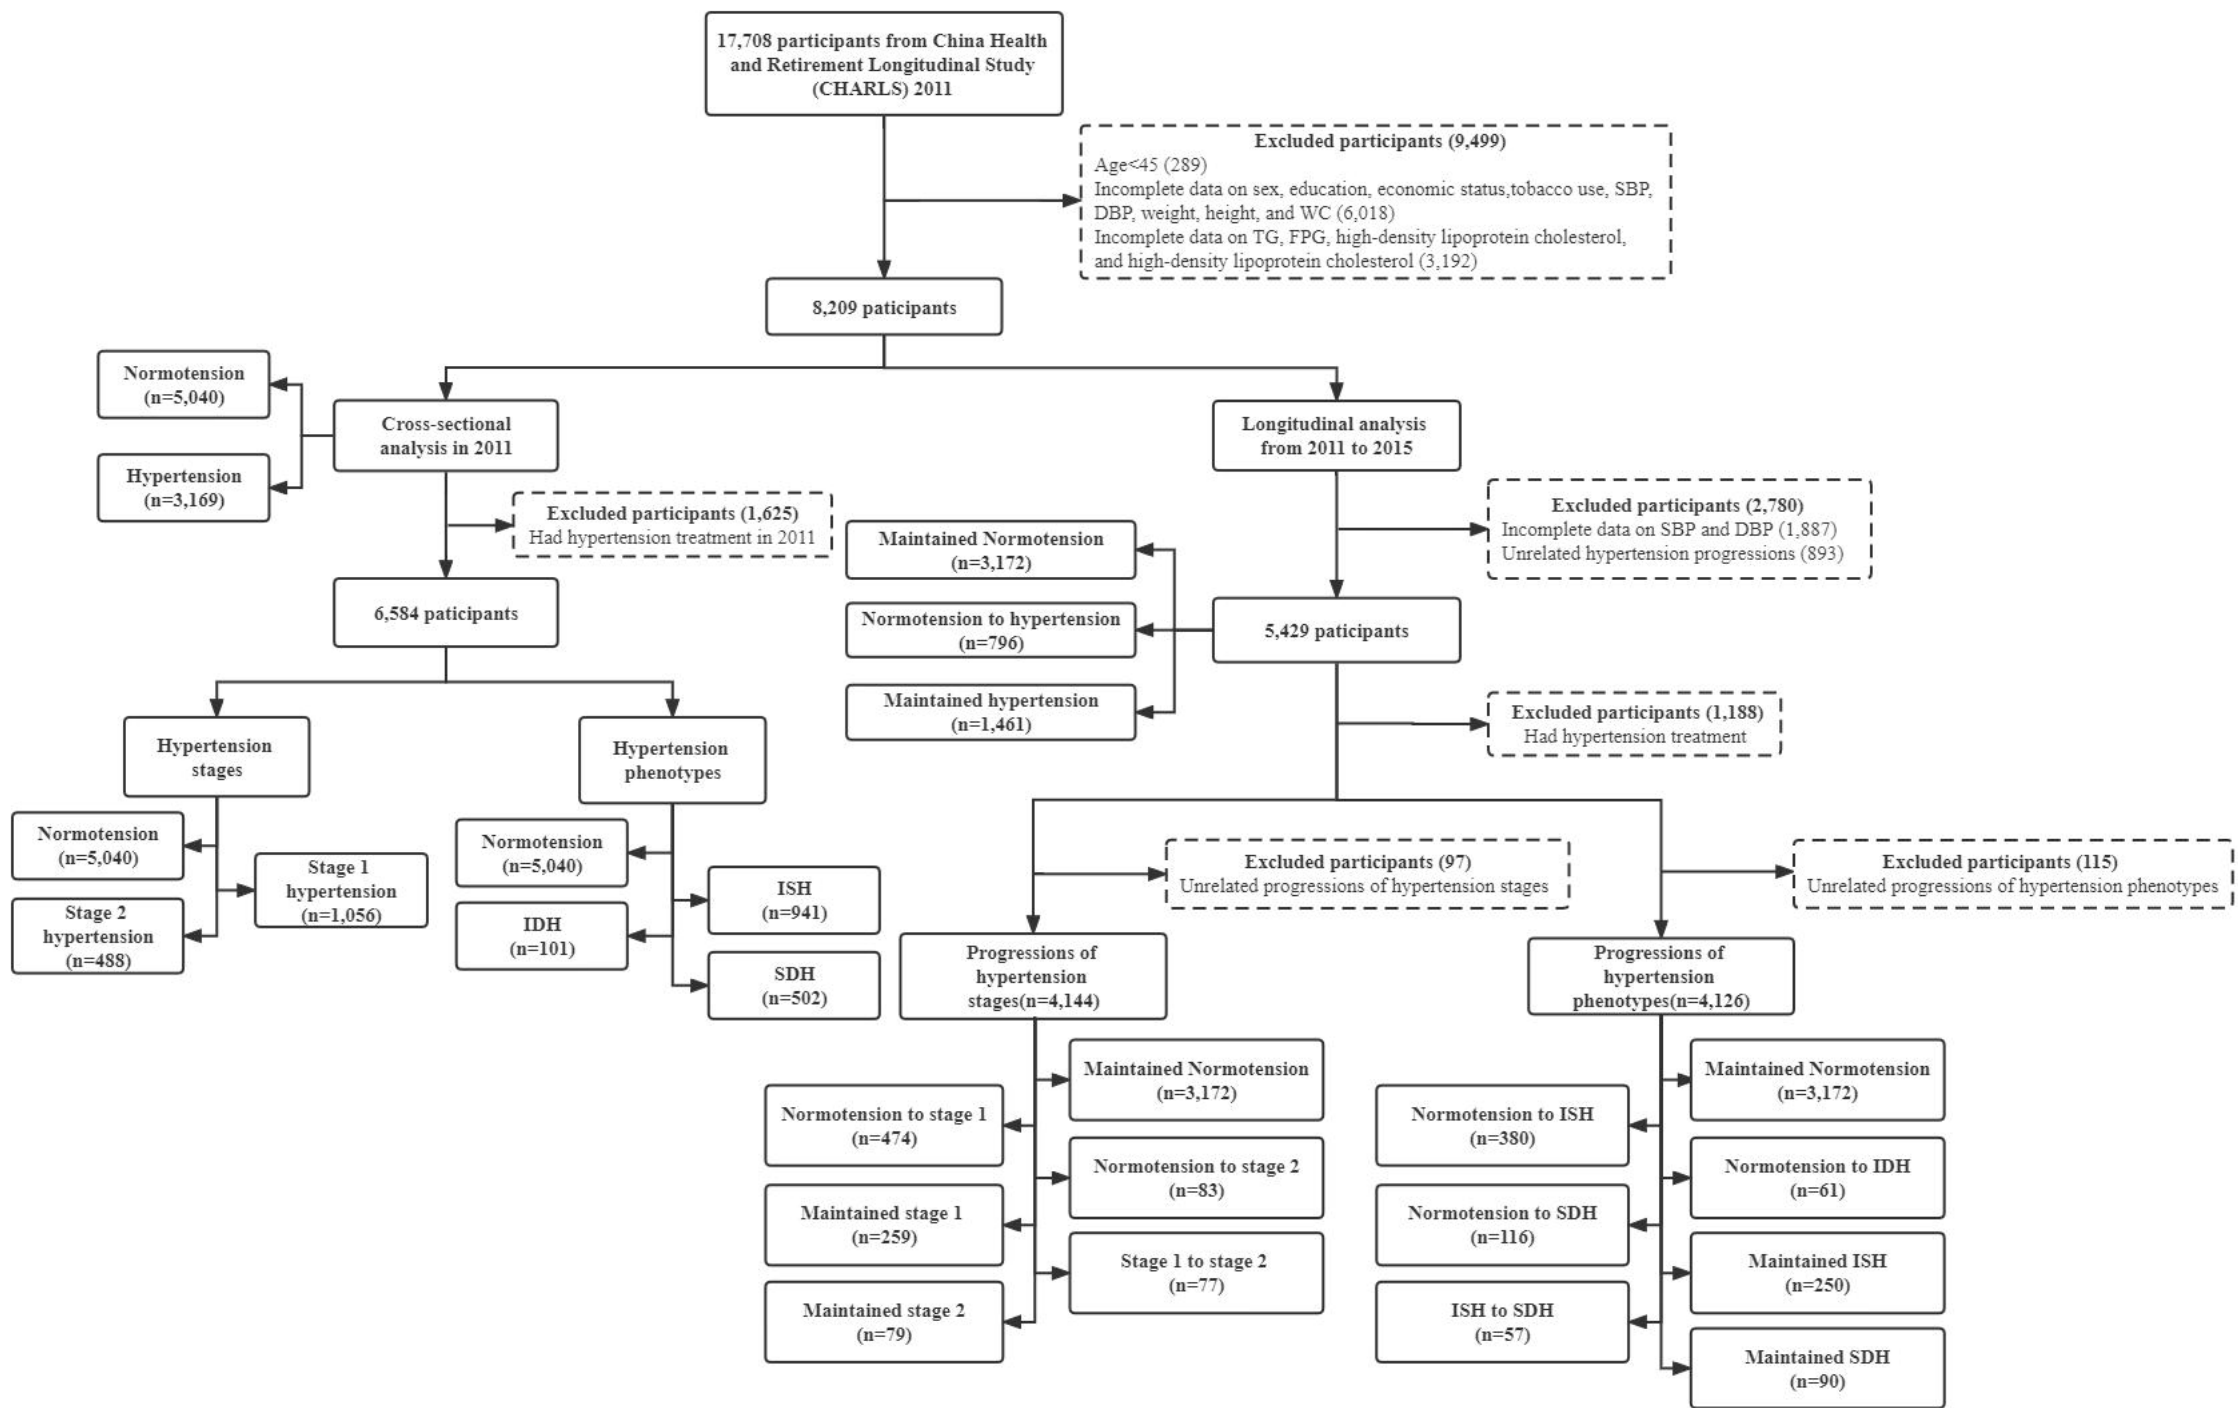 17,708 participants from China Health
and Retirement Longitudinal Study
(CHARLS) 2011
Excluded participants (9,499)
Age<45 (289)
Incomplete data on sex, education, economic status,tobacco use, SBP,
DBP, weight, height, and WC (6,018)
Incomplete data on TG, FPG, high-density lipoprotein cholesterol,
and high-density lipoprotein cholesterol (3,192)
8,209 paticipants
Normotension
(n=5,040)
Hypertension
(n=3,169)
Cross-sectional
analysis in 2011
Excluded participants (1,625)
Had hypertension treatment in 2011
6,584 paticipants
Hypertension
stages
Normotension
(n=5,040)
Stage 1
hypertension
(n=1,056)
Stage 2
hypertension
(n=488)
Hypertension
phenotypes
Normotension
(n=5,040)
ISH
(n=941)
IDH
(n=101)
SDH
(n=502)
Longitudinal analysis
from 2011 to 2015
Excluded participants (2,780)
Incomplete data on SBP and DBP (1,887)
Unrelated hypertension progressions (893)
Maintained Normotension
(n=3,172)
Normotension to hypertension
(n=796)
Maintained hypertension
(n=1,461)
5,429 paticipants
Excluded participants (1,188)
Had hypertension treatment
Excluded participants (97)
Unrelated progressions of hypertension stages
Excluded participants (115)
Unrelated progressions of hypertension phenotypes
Progressions of
hypertension
stages(n=4,144)
Maintained Normotension
(n=3,172)
Normotension to stage 1
(n=474)
Normotension to stage 2
(n=83)
Maintained stage 1
(n=259)
Stage 1 to stage 2
(n=77)
Maintained stage 2
(n=79)
Progressions of
hypertension
phenotypes(n=4,126)
Maintained Normotension
(n=3,172)
Normotension to ISH
(n=380)
Normotension to IDH
(n=61)
Normotension to SDH
(n=116)
Maintained ISH
(n=250)
ISH to SDH
(n=57)
Maintained SDH
(n=90)